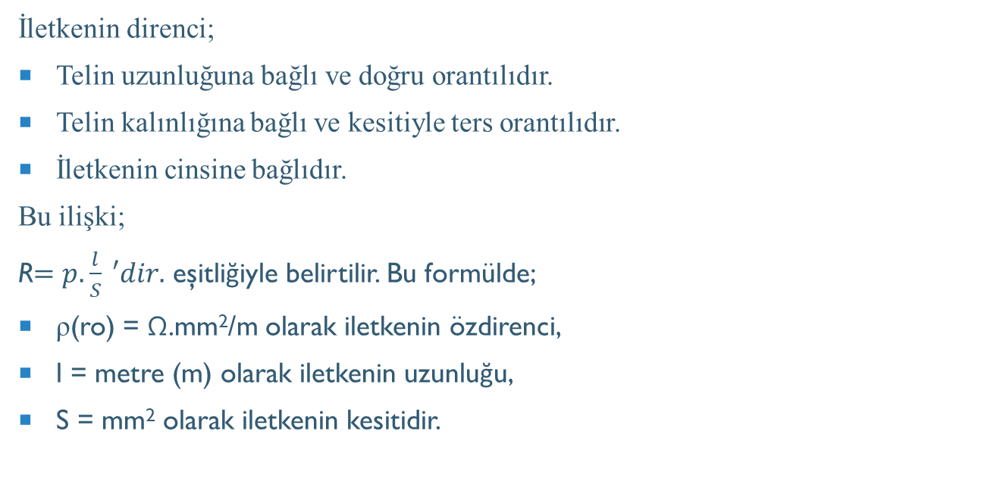 İletkenin direnci;
▪ Telin uzunluğuna bağlı ve doğru orantılıdır.
▪ Telin kalınlığına bağlı ve kesitiyle ters orantılıdır.
▪ İletkenin cinsine bağlıdır.
Bu ilişki;
R= p.l/S 'dir. eşitliğiyle belirtilir. Bu formülde;
▪ ρ(ro) = Ω.mm²/m olarak iletkenin özdirenci,
▪ l = metre (m) olarak iletkenin uzunluğu,
▪ S = mm² olarak iletkenin kesitidir.